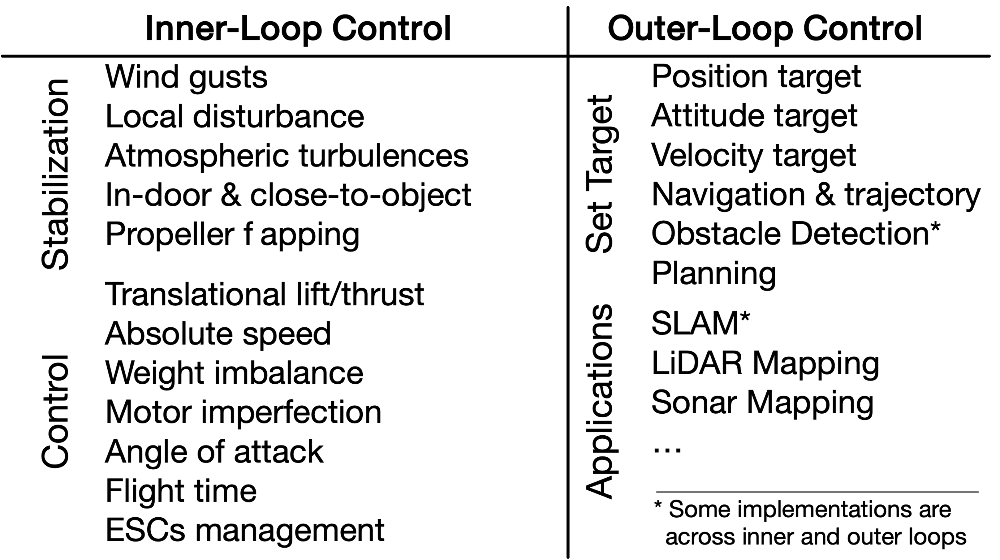 Inner-Loop Control
Stabilization
Wind gusts
Local disturbance
Atmospheric turbulences
In-door & close-to-object
Propeller f apping
Control
Translational lift/thrust
Absolute speed
Weight imbalance
Motor imperfection
Angle of attack
Flight time
ESCs management
Outer-Loop Control
Set Target
Position target
Attitude target
Velocity target
Navigation & trajectory
Obstacle Detection*
Planning
Applications
SLAM*
LiDAR Mapping
Sonar Mapping
...
* Some implementations are
across inner and outer loops